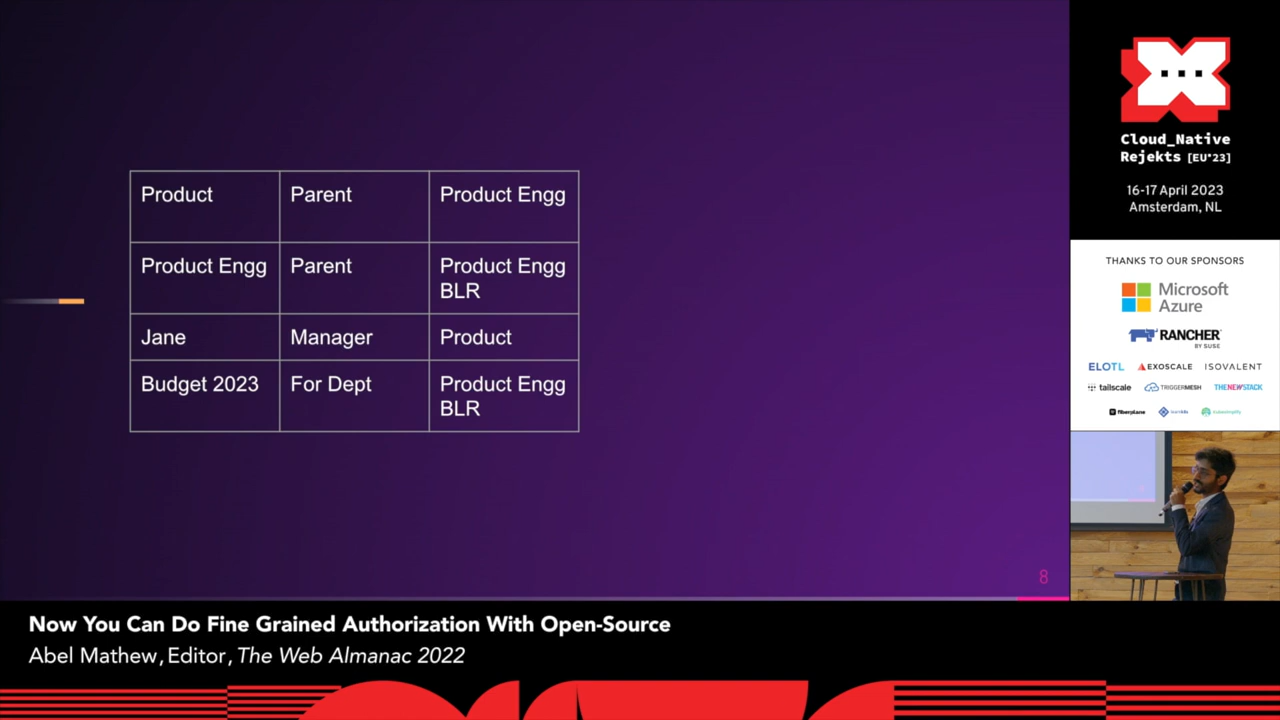 Product
Parent
Product Engg
Product Engg
Parent
Product Engg
BLR
Jane
Manager
Product
Budget 2023
For Dept
Product Engg
BLR
8
Cloud_Native
Rejekts [EU'23]
16-17 April 2023
Amsterdam, NL
THANKS TO OUR SPONSORS
Microsoft
Azure
RANCHER
BY SUSE
ELOTL
EXOSCALE
ISOVALENT
tailscale
TRIGGERMESH
THENEWSTACK
fiberplane
Now You Can Do Fine Grained Authorization With Open-Source
Abel Mathew, Editor, The Web Almanac 2022